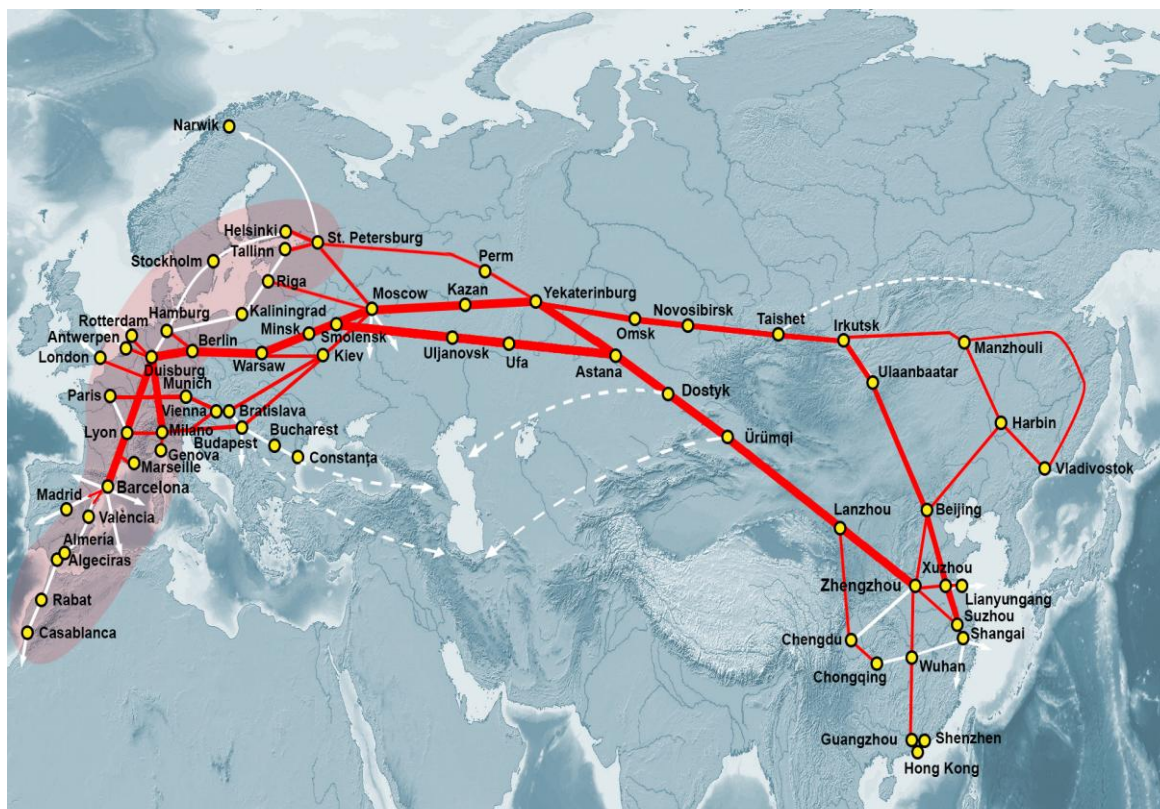 Narwik
Helsinki
St. Petersburg
Tallinn
Stockholm
Perm
Riga
Moscow
Kazan
Yekaterinburg
Hamburg
Kaliningrad
Rotterdam
Minsk
Smolensk
Omsk
Novosibirsk
Taishet
Irkutsk
Manzhouli
Antwerpen
Berlin
London
Warsaw
Kiev
Uljanovsk
Ufa
Astana
Ulaanbaatar
Duisburg
Munich
Paris
Vienna
Bratislava
Dostyk
Harbin
Lyon
Milano
Budapest
Bucharest
Ürümqi
Genova
Constanța
Marseille
Vladivostok
Barcelona
Madrid
Valencia
Lanzhou
Beijing
Almería
Algeciras
Xuzhou
Zhengzhou
Rabat
Lianyungang
Suzhou
Casablanca
Chengdu
Shangai
Chongqing
Wuhan
Guangzhou
Shenzhen
Hong Kong